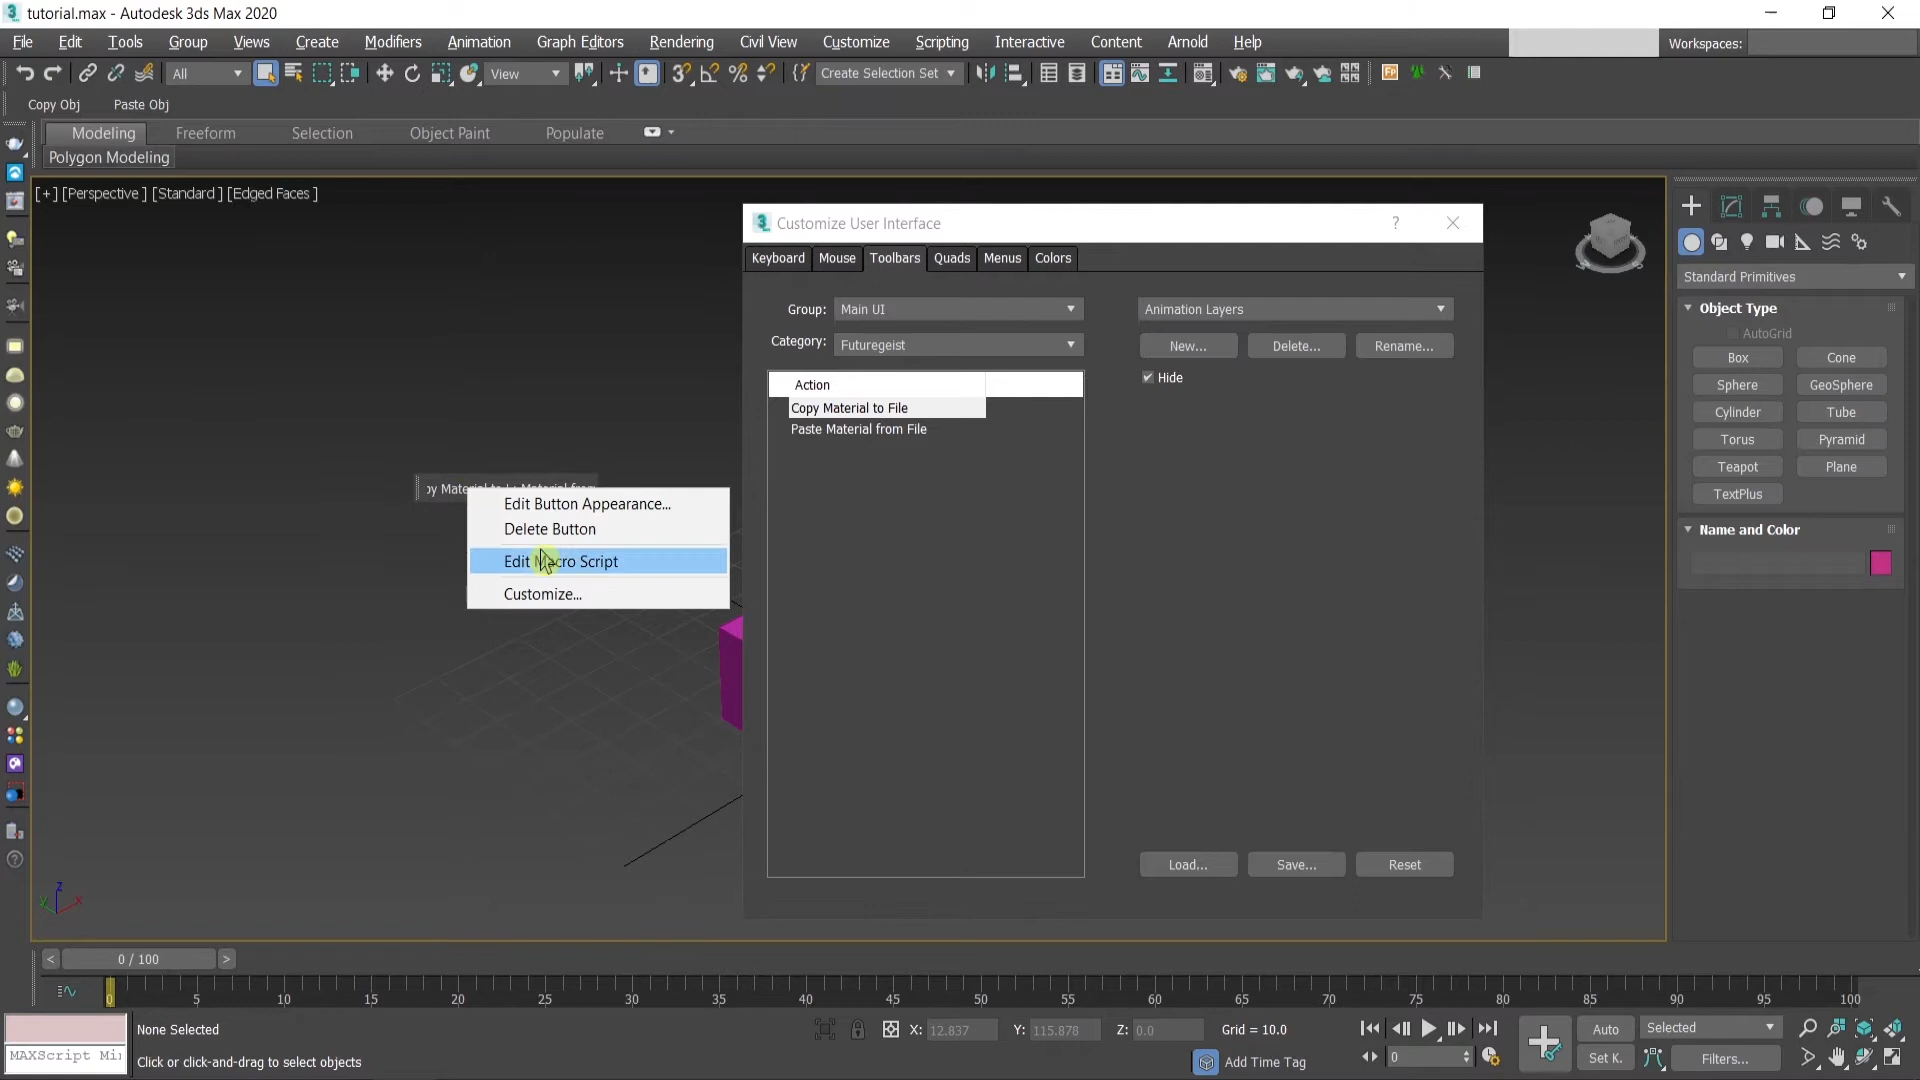 tutorial.max - Autodesk 3ds Max 2020
File Edit Tools Group Views Create Modifiers Animation Graph Editors Rendering Civil View Customize Scripting Interactive Content Arnold Help
Workspaces:
All View Create Selection Set
Copy Obj Paste Obj
Modeling Freeform Selection Object Paint Populate
Polygon Modeling
[+] [Perspective ] [Standard ] [Edged Faces ]
Customize User Interface
Keyboard Mouse Toolbars Quads Menus Colors
Group: Main UI Animation Layers
Category: Futuregeist New... Delete... Rename...
Hide
Action
Copy Material to File
Paste Material from File
Edit Button Appearance...
Delete Button
Edit Macro Script
Customize...
Load... Save... Reset
Standard Primitives
Object Type
AutoGrid
Box Cone
Sphere GeoSphere
Cylinder Tube
Torus Pyramid
Teapot Plane
TextPlus
Name and Color
z
y x
< 0 / 100 >
0 5 10 15 20 25 30 35 40 45 50 55 60 65 70 75 80 85 90 95 100
None Selected X: 12.837 Y: 115.878 Z: 0.0 Grid = 10.0 Auto Selected
MAXScript Mi
Click or click-and-drag to select objects Add Time Tag 0 Set K. Filters...